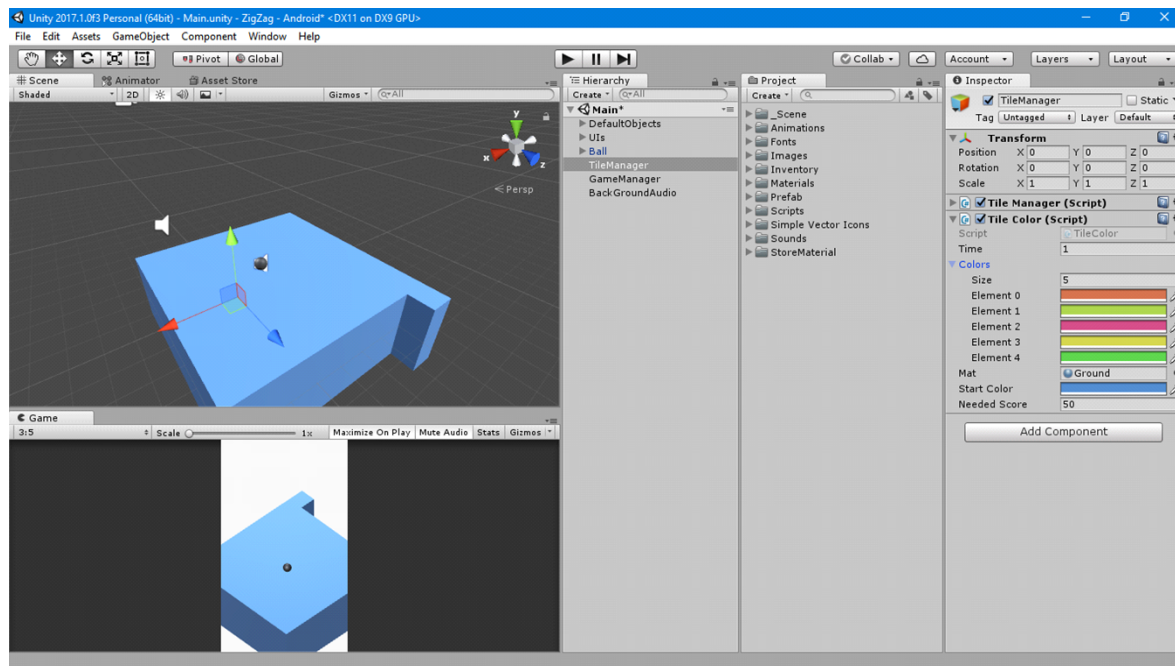 Unity 2017.1.0f3 Personal (64bit) - Main.unity - ZigZag - Android* <DX11 on DX9 GPU>
File Edit Assets GameObject Component Window Help
Pivot Global Collab Account Layers Layout
Scene Animator Asset Store
Shaded 2D Gizmos All
y
x
z
Persp
Game
3:5 Scale 1x Maximize On Play Mute Audio Stats Gizmos
Hierarchy
Create All
Main*
DefaultObjects
UIs
Ball
TileManager
GameManager
BackGroundAudio
Project
Create
_Scene
Animations
Fonts
Images
Inventory
Materials
Prefab
Scripts
Simple Vector Icons
Sounds
StoreMaterial
Inspector
TileManager Static
Tag Untagged Layer Default
Transform
Position X 0 Y 0 Z 0
Rotation X 0 Y 0 Z 0
Scale X 1 Y 1 Z 1
Tile Manager (Script)
Tile Color (Script)
Script TileColor
Time 1
Colors
Size 5
Element 0
Element 1
Element 2
Element 3
Element 4
Mat Ground
Start Color
Needed Score 50
Add Component